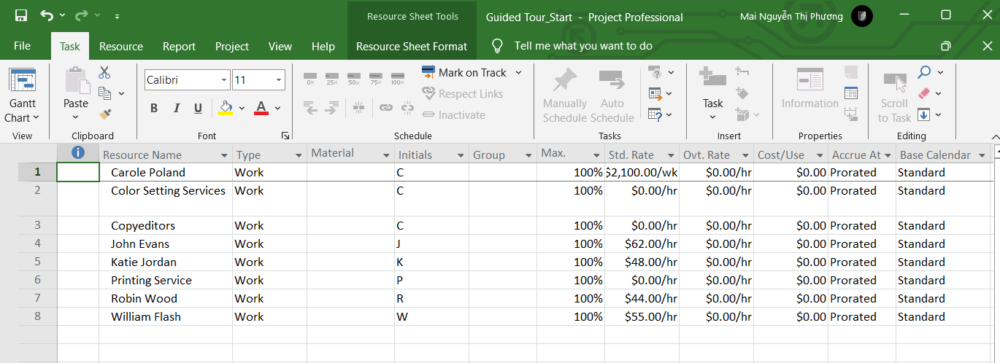 Resource Sheet Tools Guided Tour_Start - Project Professional Mai Nguyễn Thị Phương
File Task Resource Report Project View Help Resource Sheet Format Tell me what you want to do
Gantt Chart
View
Paste
Clipboard
Calibri 11
B I U A
Font
0% 25% 50% 75% 100%
Mark on Track
Respect Links
Inactivate
Schedule
Manually Schedule
Auto Schedule
Tasks
Task
Insert
Information
Properties
Scroll to Task
Editing
Resource Name Type Material Initials Group Max. Std. Rate Ovt. Rate Cost/Use Accrue At Base Calendar
1 Carole Poland Work C 100% $2,100.00/wk $0.00/hr $0.00 Prorated Standard
2 Color Setting Services Work C 100% $0.00/hr $0.00/hr $0.00 Prorated Standard
3 Copyeditors Work C 100% $0.00/hr $0.00/hr $0.00 Prorated Standard
4 John Evans Work J 100% $62.00/hr $0.00/hr $0.00 Prorated Standard
5 Katie Jordan Work K 100% $48.00/hr $0.00/hr $0.00 Prorated Standard
6 Printing Service Work P 100% $0.00/hr $0.00/hr $0.00 Prorated Standard
7 Robin Wood Work R 100% $44.00/hr $0.00/hr $0.00 Prorated Standard
8 William Flash Work W 100% $55.00/hr $0.00/hr $0.00 Prorated Standard